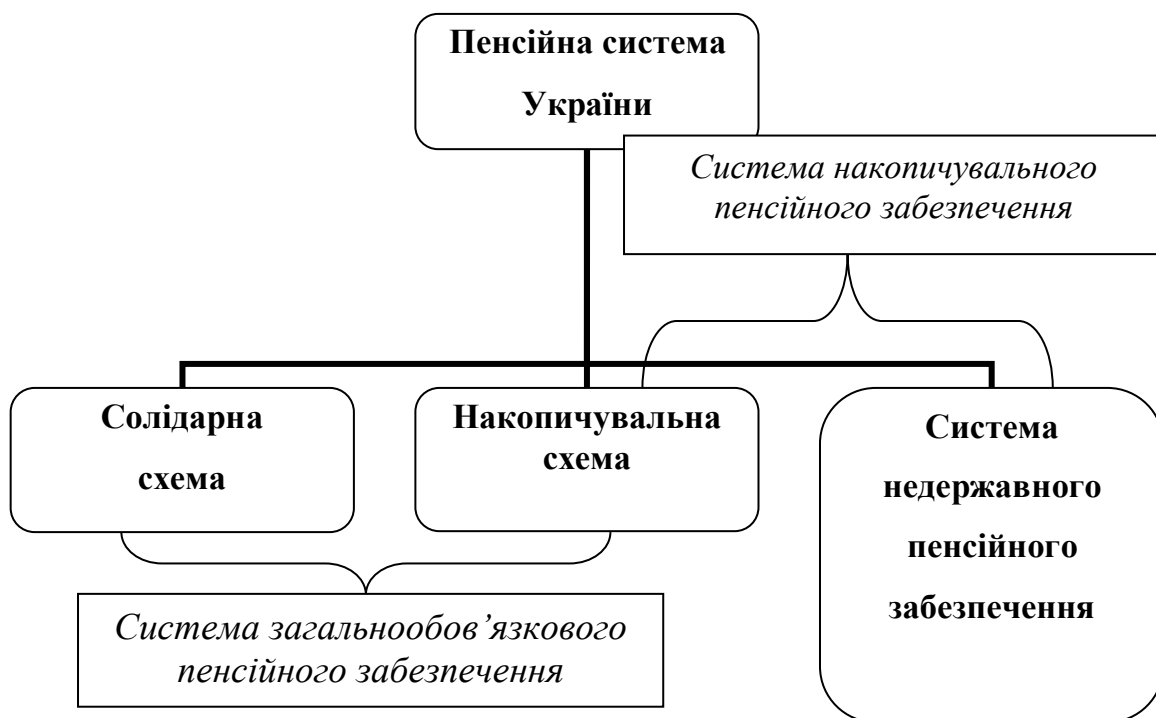 Пенсійна система
України
Система накопичувального
пенсійного забезпечення
Солідарна
схема
Накопичувальна
схема
Система
недержавного
пенсійного
забезпечення
Система загальнообов’язкового
пенсійного забезпечення